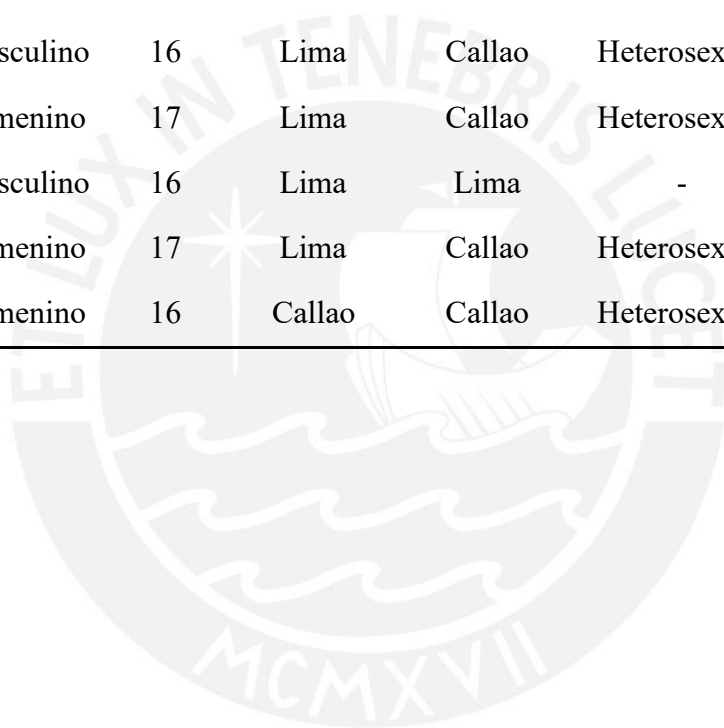 sculino 16 Lima Callao Heterosex
menino 17 Lima Callao Heterosex
sculino 16 Lima Lima -
menino 17 Lima Callao Heterosex
menino 16 Callao Callao Heterosex
ET LUX IN TENEBRIS LUCET
MCMXVII